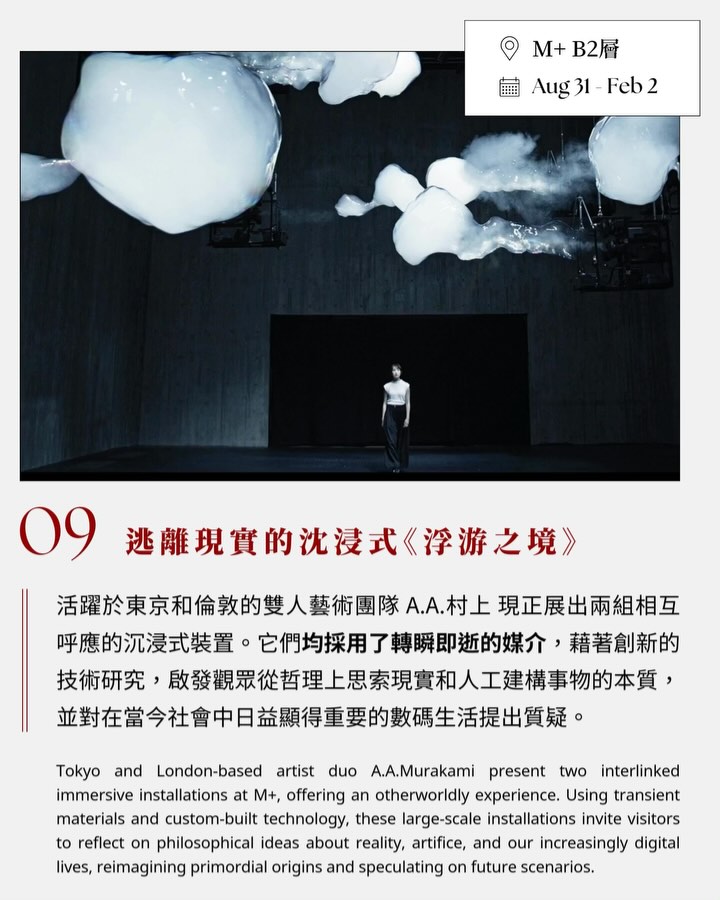 M+ B2層
Aug 31 - Feb 2
09 逃離現實的沈浸式《浮游之境》
活躍於東京和倫敦的雙人藝術團隊 A.A.村上 現正展出兩組相互
呼應的沉浸式裝置。它們均採用了轉瞬即逝的媒介，藉著創新的
技術研究，啟發觀眾從哲理上思索現實和人工建構事物的本質，
並對在當今社會中日益顯得重要的數碼生活提出質疑。
Tokyo and London-based artist duo A.A.Murakami present two interlinked
immersive installations at M+, offering an otherworldly experience. Using transient
materials and custom-built technology, these large-scale installations invite visitors
to reflect on philosophical ideas about reality, artifice, and our increasingly digital
lives, reimagining primordial origins and speculating on future scenarios.